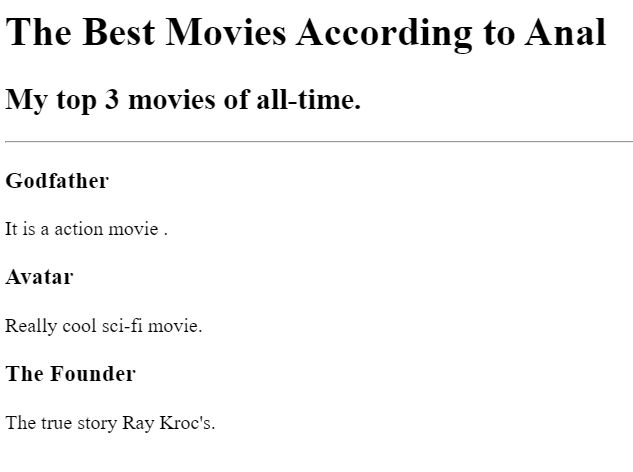 The Best Movies According to Anal
My top 3 movies of all-time.
Godfather
It is a action movie .
Avatar
Really cool sci-fi movie.
The Founder
The true story Ray Kroc's.